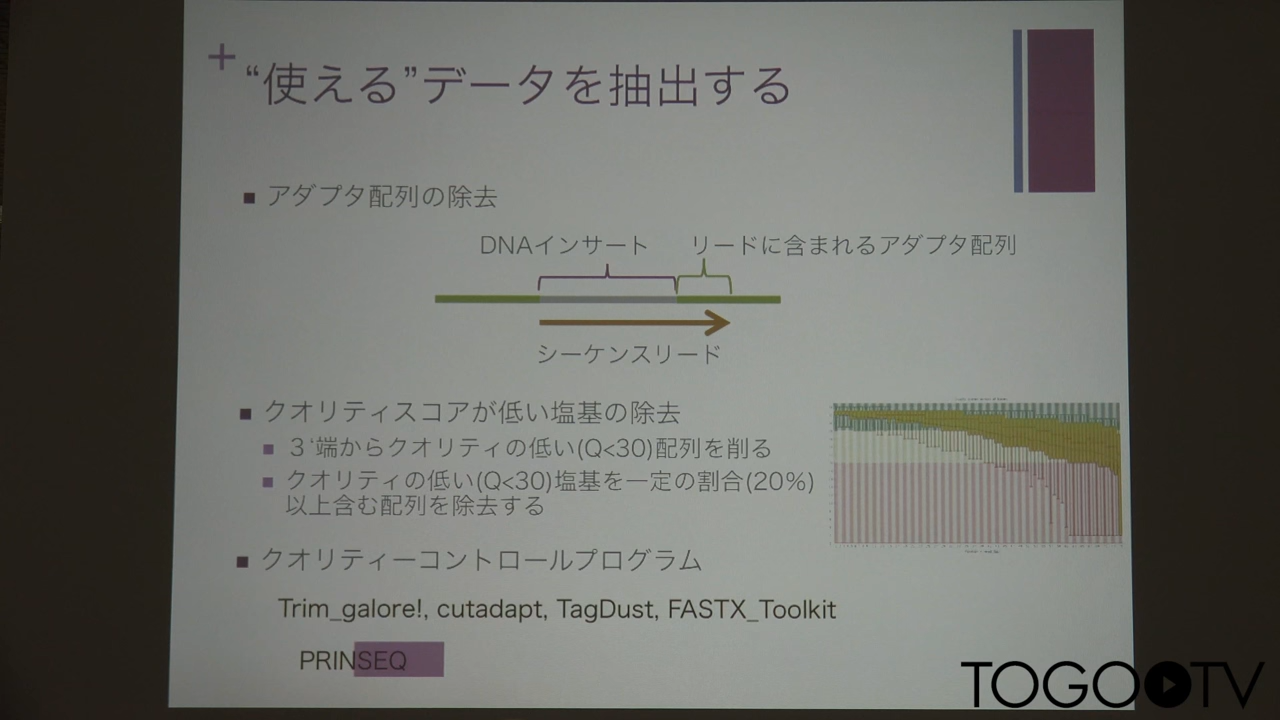 +
“使える”データを抽出する
■ アダプタ配列の除去
DNAインサート リードに含まれるアダプタ配列
シーケンスリード
■ クオリティスコアが低い塩基の除去
■ 3‘端からクオリティの低い(Q<30)配列を削る
■ クオリティの低い(Q<30)塩基を一定の割合(20%)
以上含む配列を除去する
■ クオリティーコントロールプログラム
Trim_galore!, cutadapt, TagDust, FASTX_Toolkit
PRINSEQ
TOGOTV